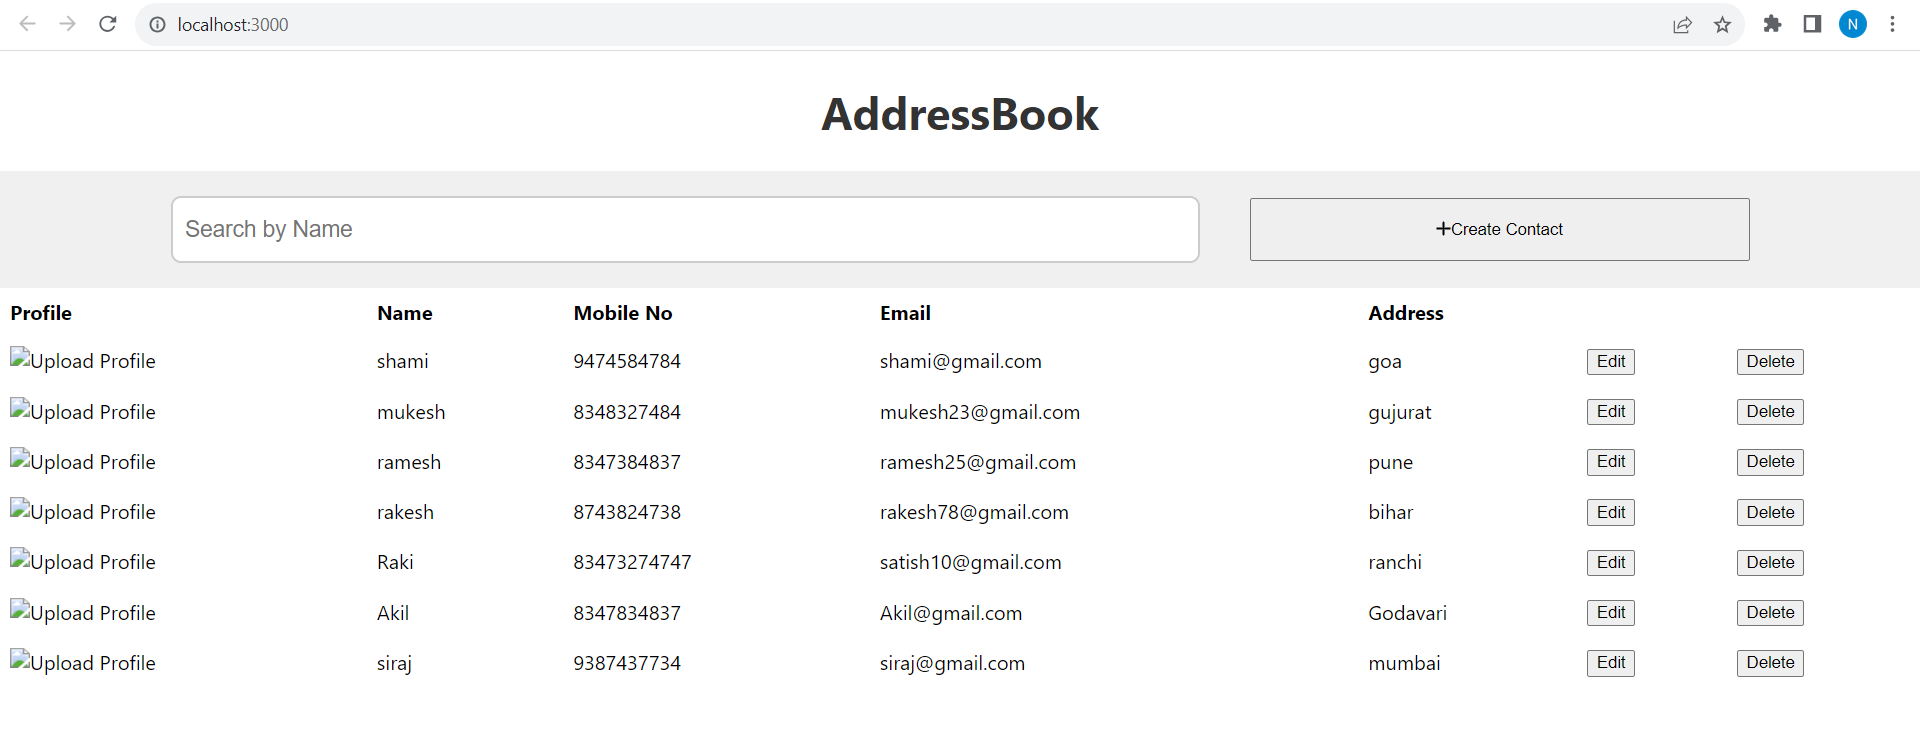 localhost:3000
N
AddressBook
Search by Name
Create Contact
Profile Name Mobile No Email Address
Upload Profile shami 9474584784 shami@gmail.com goa Edit Delete
Upload Profile mukesh 8348327484 mukesh23@gmail.com gujurat Edit Delete
Upload Profile ramesh 8347384837 ramesh25@gmail.com pune Edit Delete
Upload Profile rakesh 8743824738 rakesh78@gmail.com bihar Edit Delete
Upload Profile Raki 83473274747 satish10@gmail.com ranchi Edit Delete
Upload Profile Akil 8347834837 Akil@gmail.com Godavari Edit Delete
Upload Profile siraj 9387437734 siraj@gmail.com mumbai Edit Delete